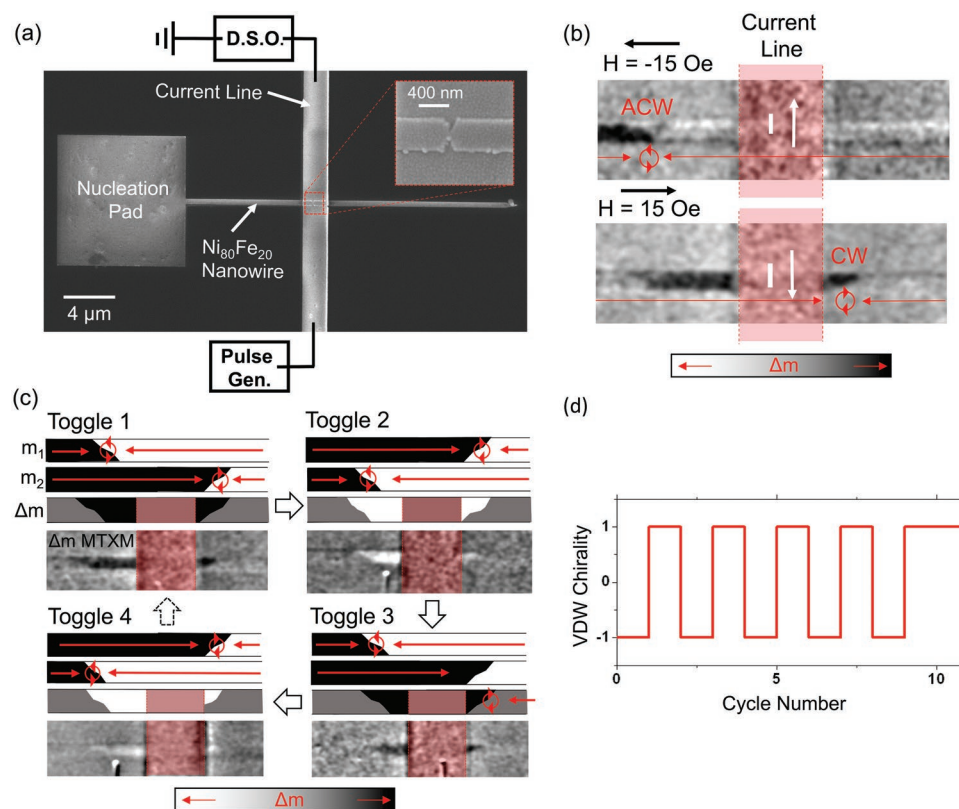 (a)
D.S.O.
Current Line
400 nm
Nucleation
Pad
Ni80Fe20
Nanowire
4 µm
Pulse
Gen.
(b)
Current
Line
H = -15 Oe
ACW
I
H = 15 Oe
CW
I
Δm
(c)
Toggle 1
Toggle 2
m1
m2
Δm
Δm MTXM
Toggle 4
Toggle 3
Δm
(d)
VDW Chirality
1
0
-1
0
5
10
Cycle Number